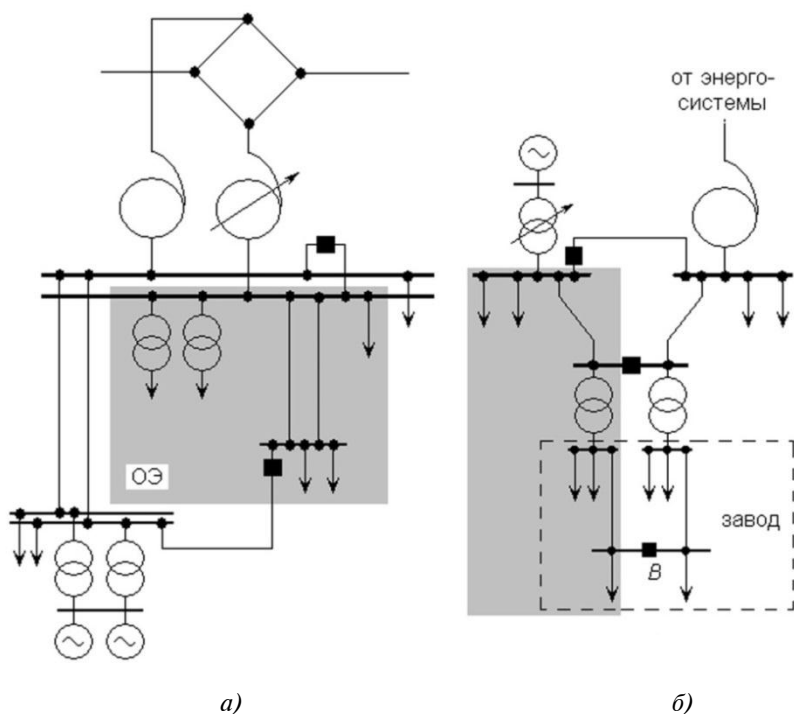 от энерго-
системы
ОЭ
завод
В
а)
б)